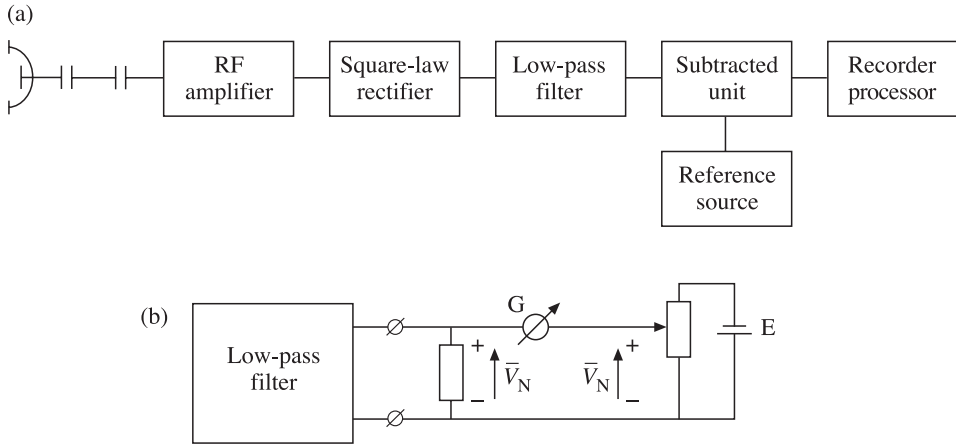 (a)
RF
amplifier
Square-law
rectifier
Low-pass
filter
Subtracted
unit
Recorder
processor
Reference
source
(b)
Low-pass
filter
G
+
V̅N
−
+
V̅N
−
E